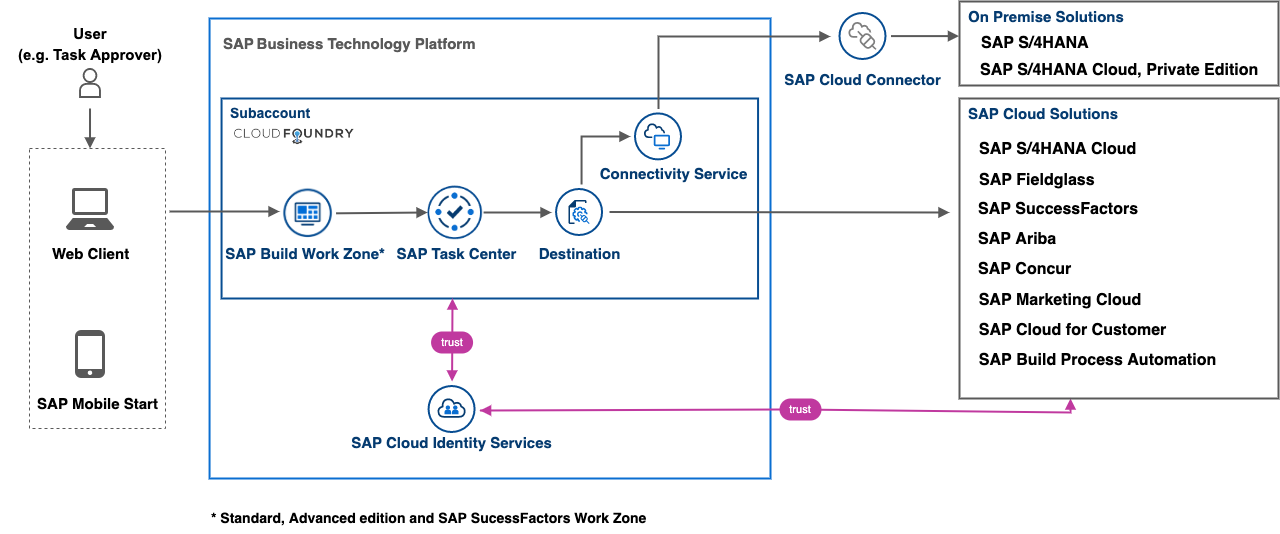 User
(e.g. Task Approver)
Web Client
SAP Mobile Start
SAP Business Technology Platform
Subaccount
CLOUD FOUNDRY
SAP Build Work Zone*
SAP Task Center
Destination
Connectivity Service
trust
SAP Cloud Identity Services
trust
SAP Cloud Connector
On Premise Solutions
SAP S/4HANA
SAP S/4HANA Cloud, Private Edition
SAP Cloud Solutions
SAP S/4HANA Cloud
SAP Fieldglass
SAP SuccessFactors
SAP Ariba
SAP Concur
SAP Marketing Cloud
SAP Cloud for Customer
SAP Build Process Automation
* Standard, Advanced edition and SAP SucessFactors Work Zone